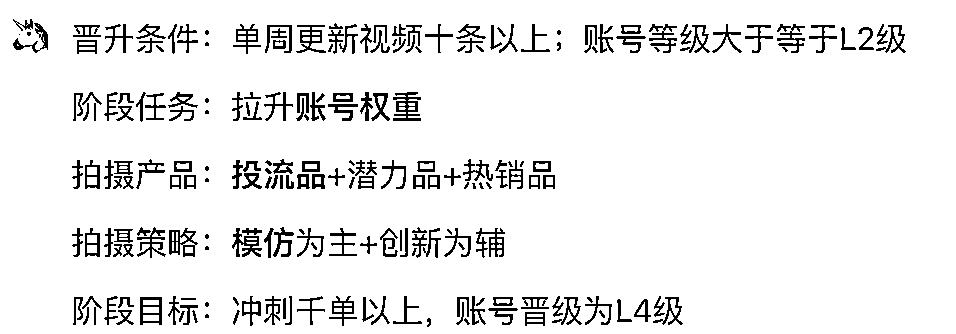 晋升条件：单周更新视频十条以上；账号等级大于等于L2级
阶段任务：拉升账号权重
拍摄产品：投流品+潜力品+热销品
拍摄策略：模仿为主+创新为辅
阶段目标：冲刺千单以上，账号晋级为L4级